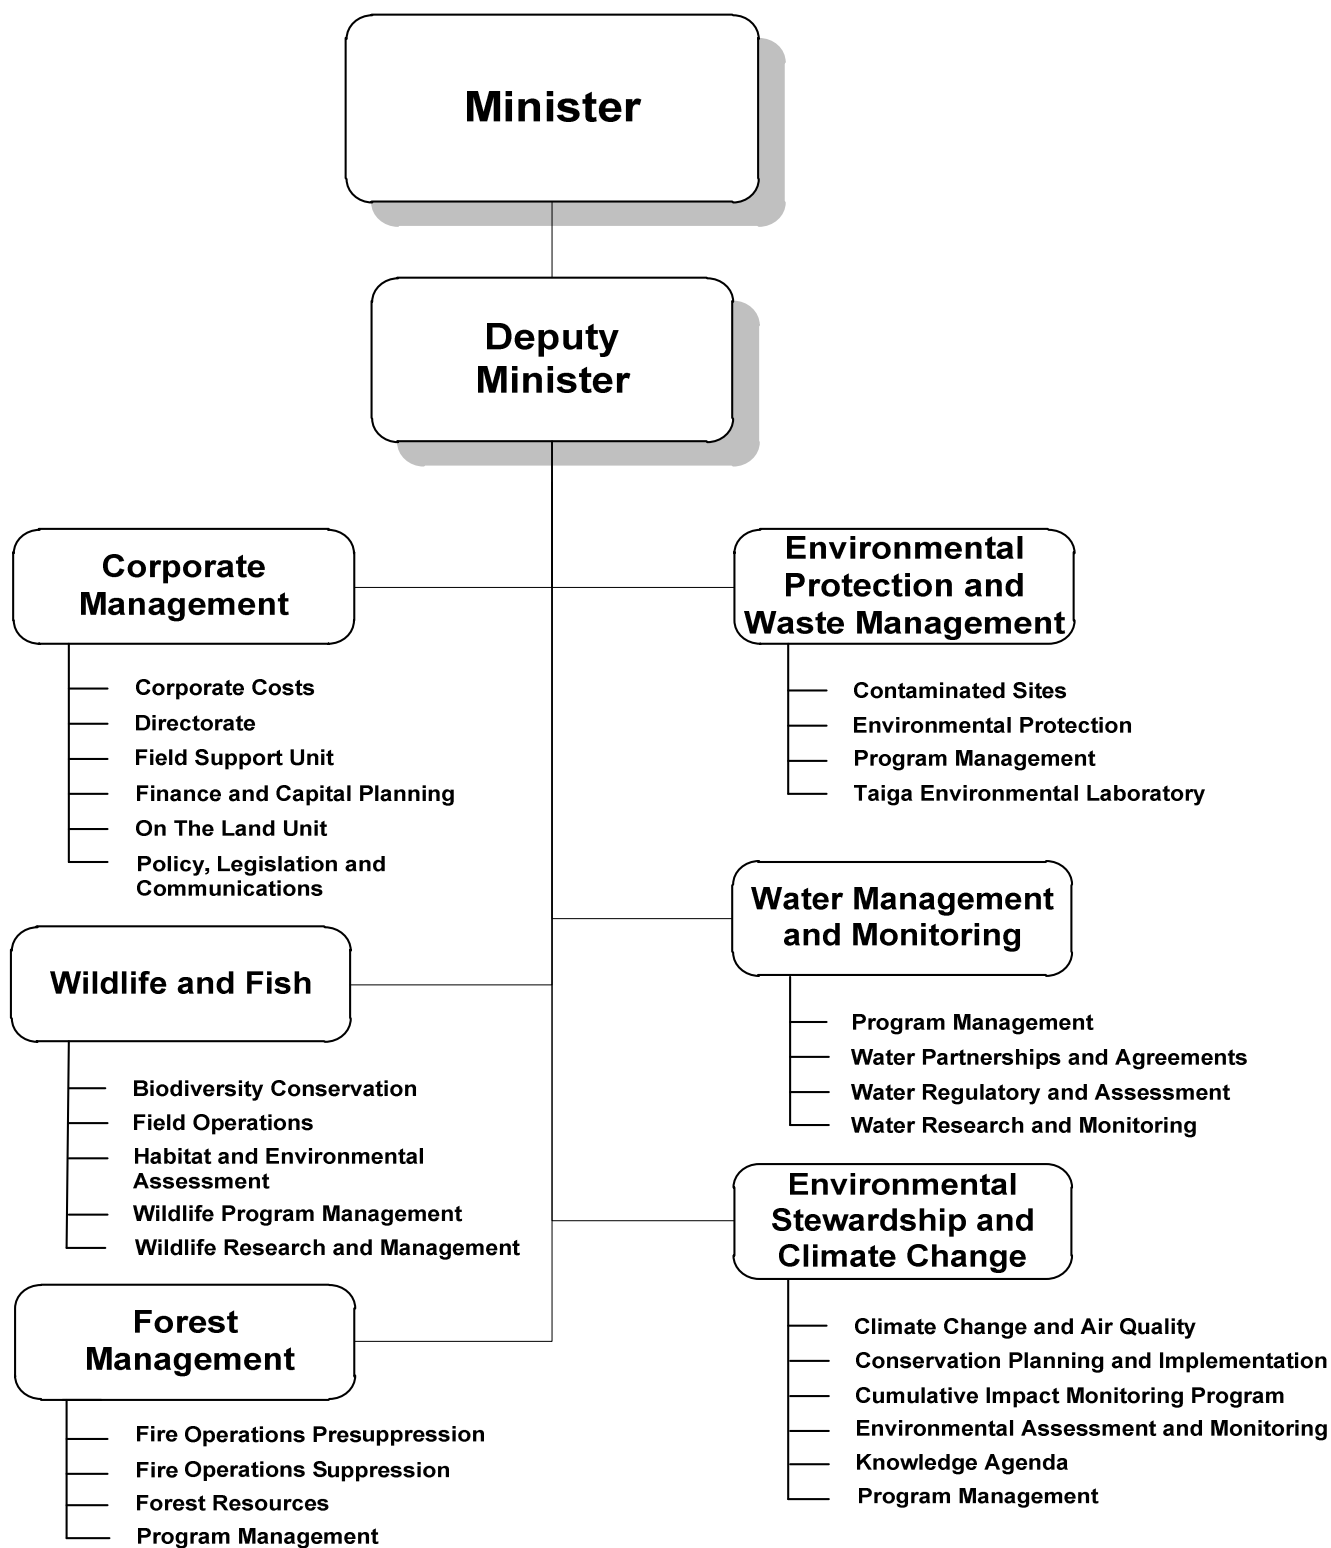 Minister
Deputy
Minister
Corporate
Management
Corporate Costs
Directorate
Field Support Unit
Finance and Capital Planning
On The Land Unit
Policy, Legislation and
Communications
Wildlife and Fish
Biodiversity Conservation
Field Operations
Habitat and Environmental
Assessment
Wildlife Program Management
Wildlife Research and Management
Forest
Management
Fire Operations Presuppression
Fire Operations Suppression
Forest Resources
Program Management
Environmental
Protection and
Waste Management
Contaminated Sites
Environmental Protection
Program Management
Taiga Environmental Laboratory
Water Management
and Monitoring
Program Management
Water Partnerships and Agreements
Water Regulatory and Assessment
Water Research and Monitoring
Environmental
Stewardship and
Climate Change
Climate Change and Air Quality
Conservation Planning and Implementation
Cumulative Impact Monitoring Program
Environmental Assessment and Monitoring
Knowledge Agenda
Program Management